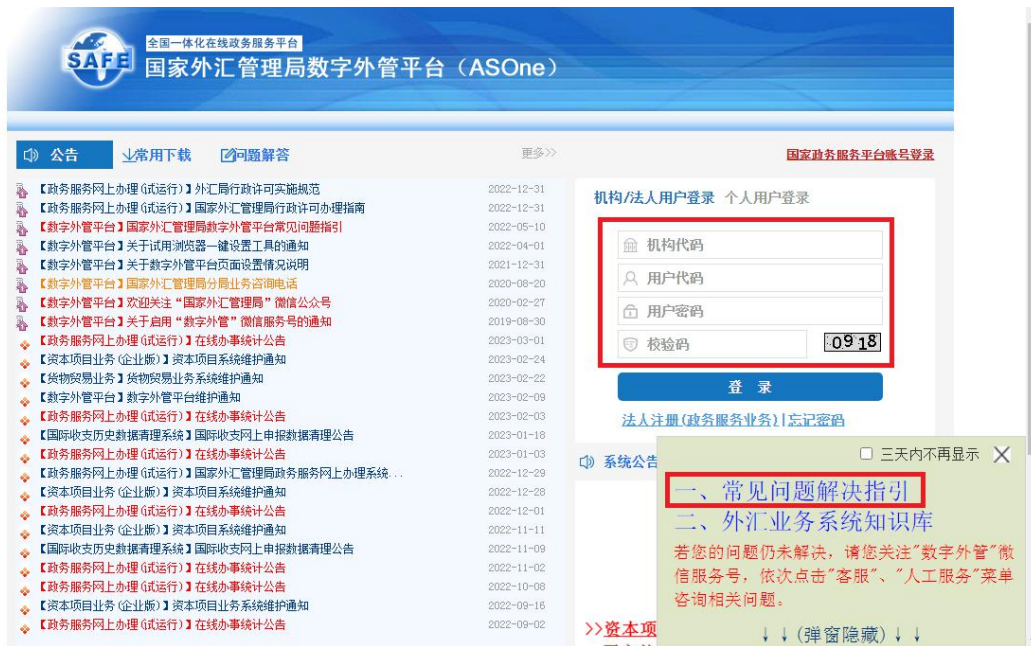 SAFE
全国一体化在线政务服务平台
国家外汇管理局数字外管平台（ASOne）
公告 常用下载 问题解答 更多>>
【政务服务网上办理(试运行)】外汇局行政许可实施规范 2022-12-31
【政务服务网上办理(试运行)】国家外汇管理局行政许可办理指南 2022-12-31
【数字外管平台】国家外汇管理局数字外管平台常见问题指引 2022-05-10
【数字外管平台】关于试用浏览器一键设置工具的通知 2022-04-01
【数字外管平台】关于数字外管平台页面设置情况说明 2021-12-31
【数字外管平台】国家外汇管理局分局业务咨询电话 2020-08-20
【数字外管平台】欢迎关注“国家外汇管理局”微信公众号 2020-02-27
【数字外管平台】关于启用“数字外管”微信服务号的通知 2019-08-30
【政务服务网上办理(试运行)】在线办事统计公告 2023-03-01
【资本项目业务(企业版)】资本项目系统维护通知 2023-02-24
【货物贸易业务】货物贸易业务系统维护通知 2023-02-22
【数字外管平台】数字外管平台维护通知 2023-02-09
【政务服务网上办理(试运行)】在线办事统计公告 2023-02-03
【国际收支历史数据清理系统】国际收支网上申报数据清理公告 2023-01-18
【政务服务网上办理(试运行)】在线办事统计公告 2023-01-03
【政务服务网上办理(试运行)】国家外汇管理局政务服务网上办理系统... 2022-12-29
【资本项目业务(企业版)】资本项目系统维护通知 2022-12-28
【政务服务网上办理(试运行)】在线办事统计公告 2022-12-01
【资本项目业务(企业版)】资本项目系统维护通知 2022-11-11
【国际收支历史数据清理系统】国际收支网上申报数据清理公告 2022-11-09
【政务服务网上办理(试运行)】在线办事统计公告 2022-11-02
【政务服务网上办理(试运行)】在线办事统计公告 2022-10-08
【资本项目业务(企业版)】资本项目业务系统维护通知 2022-09-16
【政务服务网上办理(试运行)】在线办事统计公告 2022-09-02
国家政务服务平台账号登录
机构/法人用户登录 个人用户登录
机构代码
用户代码
用户密码
校验码 0918
登 录
法人注册(政务服务业务)|忘记密码
系统公告
>>资本项
三天内不再显示 X
一、常见问题解决指引
二、外汇业务系统知识库
若您的问题仍未解决，请您关注"数字外管"微
信服务号，依次点击"客服"、"人工服务"菜单
咨询相关问题。
↓↓(弹窗隐藏)↓↓